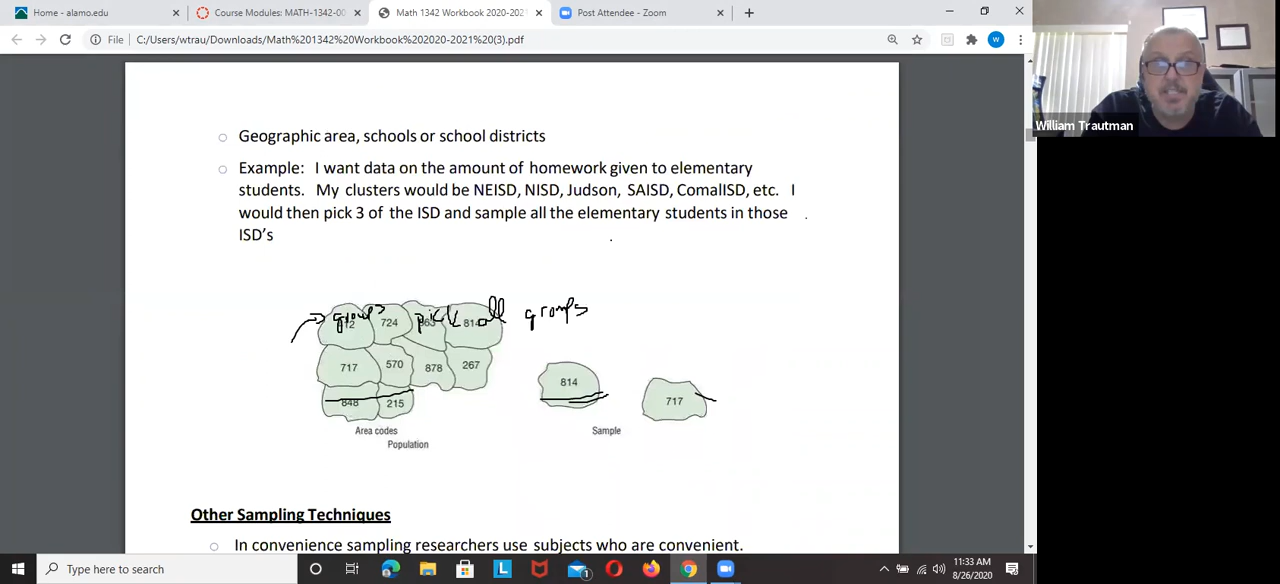 Home - alamo.edu
Course Modules: MATH-1342-00
Math 1342 Workbook 2020-202
Post Attendee - Zoom
File
C:/Users/wtrau/Downloads/Math%201342%20Workbook%202020-2021%20(3).pdf
W
William Trautman
Geographic area, schools or school districts
Example: I want data on the amount of homework given to elementary
students. My clusters would be NEISD, NISD, Judson, SAISD, ComalISD, etc. I
would then pick 3 of the ISD and sample all the elementary students in those
ISD's
groups pick all groups
724
814
717 570 878 267
848 215
814
717
Area codes
Population
Sample
Other Sampling Techniques
In convenience sampling researchers use subjects who are convenient.
Type here to search
1
11:33 AM
8/26/2020